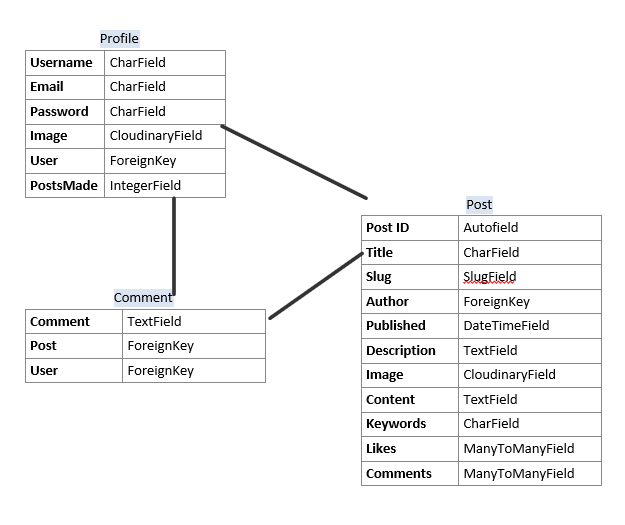 Profile
Username CharField
Email CharField
Password CharField
Image CloudinaryField
User ForeignKey
PostsMade IntegerField
Comment
Comment TextField
Post ForeignKey
User ForeignKey
Post
Post ID Autofield
Title CharField
Slug SlugField
Author ForeignKey
Published DateTimeField
Description TextField
Image CloudinaryField
Content TextField
Keywords CharField
Likes ManyToManyField
Comments ManyToManyField